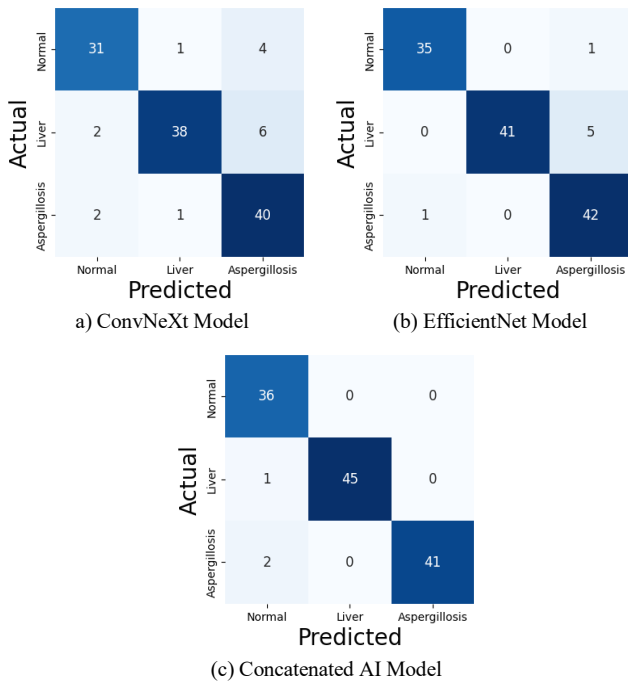 Actual
Normal
31 1 4
Liver
2 38 6
Aspergillosis
2 1 40
Normal Liver Aspergillosis
Predicted
a) ConvNeXt Model
Actual
Normal
35 0 1
Liver
0 41 5
Aspergillosis
1 0 42
Normal Liver Aspergillosis
Predicted
(b) EfficientNet Model
Actual
Normal
36 0 0
Liver
1 45 0
Aspergillosis
2 0 41
Normal Liver Aspergillosis
Predicted
(c) Concatenated AI Model